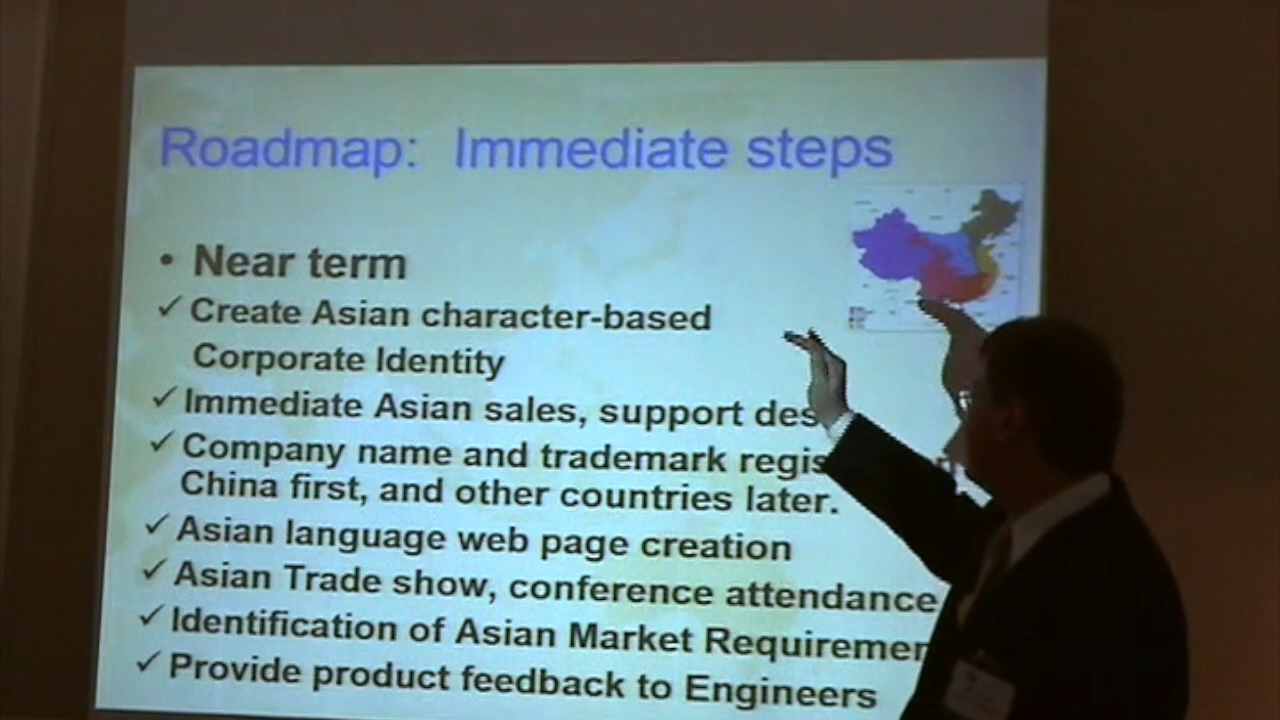 Roadmap: Immediate steps
• Near term
✓ Create Asian character-based
Corporate Identity
✓ Immediate Asian sales, support
✓ Company name and trademark
China first, and other countries later.
✓ Asian language web page creation
✓ Asian Trade show, conference attendance
✓ Identification of Asian Market
✓ Provide product feedback to Engineers